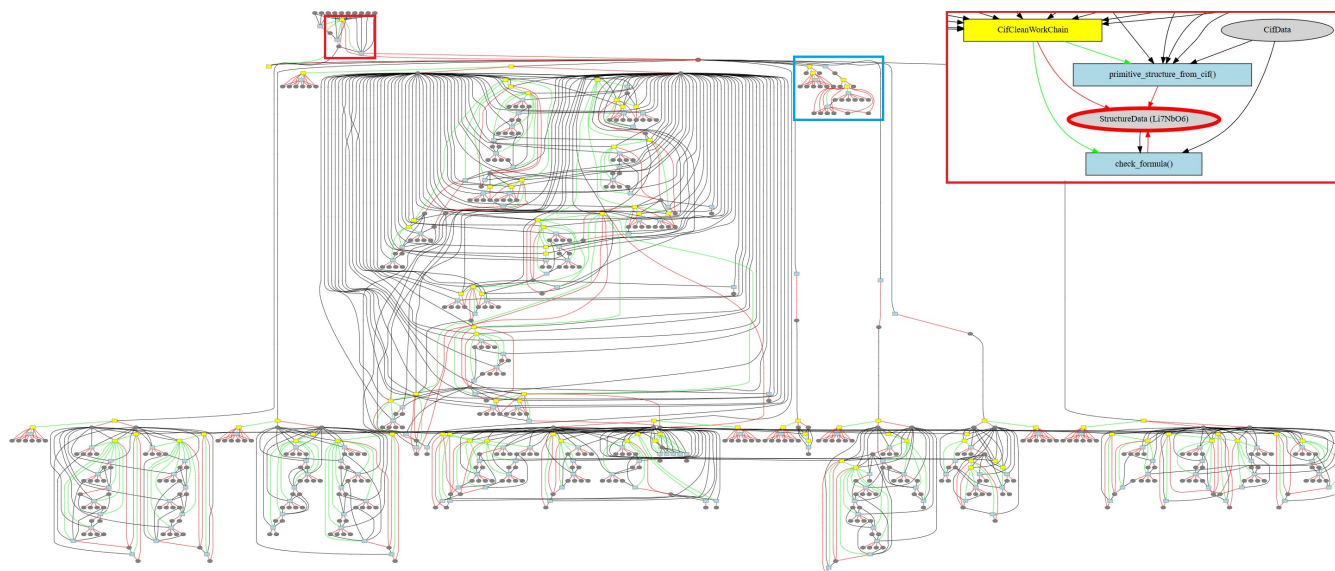 CifCleanWorkChain
CifData
primitive_structure_from_cif()
StructureData (Li7NbO6)
check_formula()